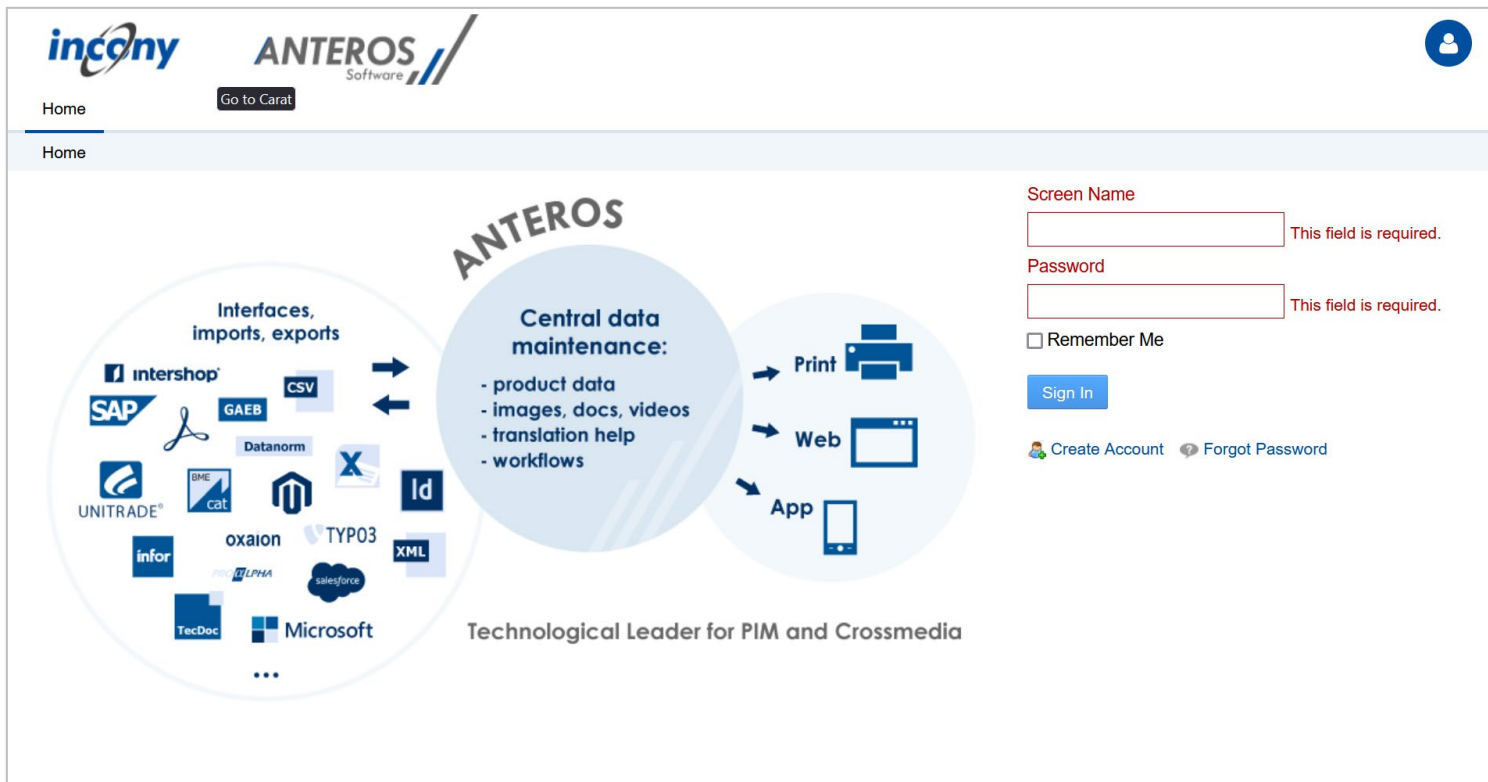 incony
ANTEROS
Software
Go to Carat
Home
Home
Screen Name
This field is required.
Password
This field is required.
Remember Me
Sign In
Create Account
Forgot Password
ANTEROS
Interfaces,
imports, exports
intershop
CSV
SAP
GAEB
Datanorm
X
UNITRADE®
BME
cat
Id
infor
oxaion
TYPO3
XML
PROALPHA
salesforce
TecDoc
Microsoft
...
Central data
maintenance:
- product data
- images, docs, videos
- translation help
- workflows
Print
Web
App
Technological Leader for PIM and Crossmedia